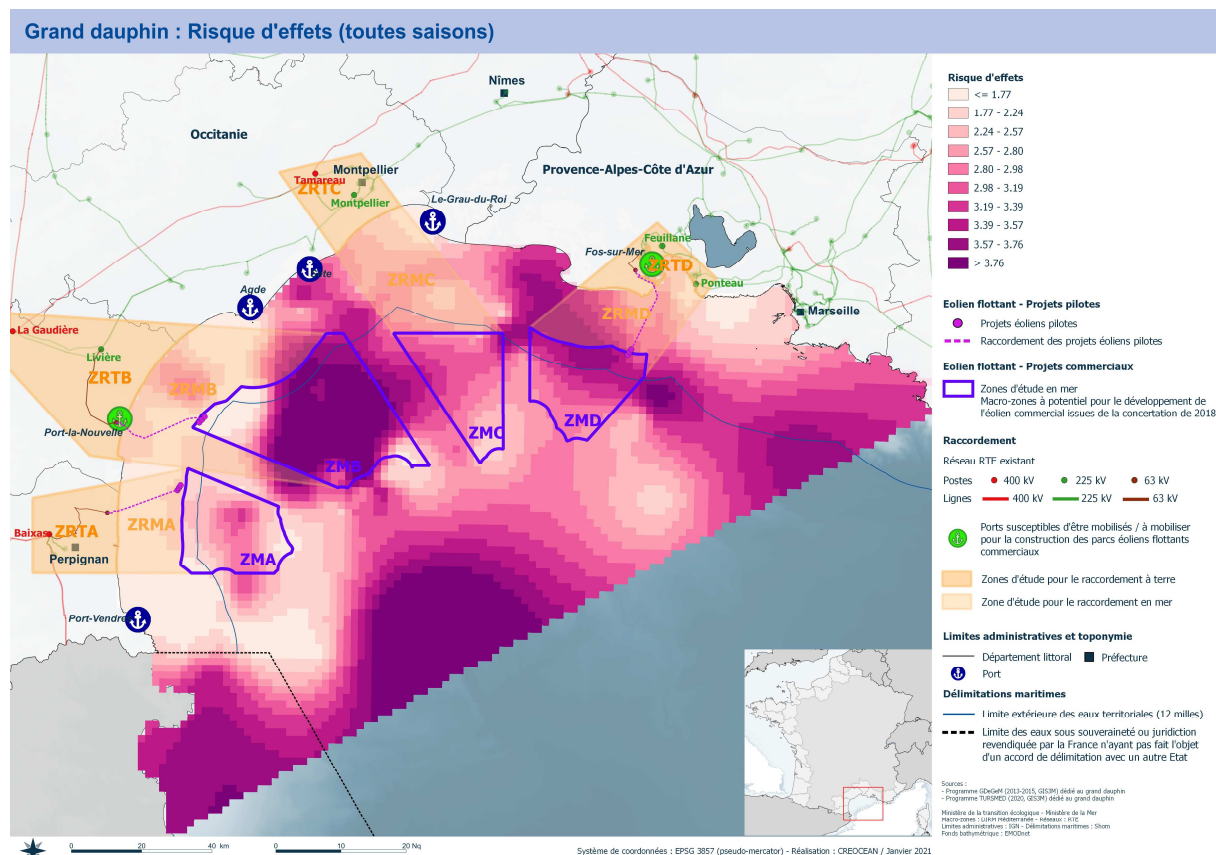 Grand dauphin : Risque d'effets (toutes saisons)
Nîmes
Occitanie
Montpellier
Tamareau
ZRTC
Montpellier
Provence-Alpes-Côte d'Azur
Le-Grau-du-Roi
Feuillane
Fos-sur-Mer
ZRTD
Ponteau
ZRMC
Agde
ZRMD
Marseille
La Gaudière
Livière
ZRTB
ZRMB
Port-la-Nouvelle
ZMC
ZMD
ZMB
ZRMA
Baixas
ZRTA
ZMA
Perpignan
Port-Vendre
Risque d'effets
<= 1.77
1.77 - 2.24
2.24 - 2.57
2.57 - 2.80
2.80 - 2.98
2.98 - 3.19
3.19 - 3.39
3.39 - 3.57
3.57 - 3.76
> 3.76
Eolien flottant - Projets pilotes
Projets éoliens pilotes
Raccordement des projets éoliens pilotes
Eolien flottant - Projets commerciaux
Zones d'étude en mer
Macro-zones à potentiel pour le développement de
l'éolien commercial issues de la concertation de 2018
Raccordement
Réseau RTE existant
Postes 400 kV 225 kV 63 kV
Lignes 400 kV 225 kV 63 kV
Ports susceptibles d'être mobilisés / à mobiliser
pour la construction des parcs éoliens flottants
commerciaux
Zones d'étude pour le raccordement à terre
Zone d'étude pour le raccordement en mer
Limites administratives et toponymie
Département littoral Préfecture
Port
Délimitations maritimes
Limite extérieure des eaux territoriales (12 milles)
Limite des eaux sous souveraineté ou juridiction
revendiquée par la France n'ayant pas fait l'objet
d'un accord de délimitation avec un autre Etat
Sources :
- Programme GDeGeM (2013-2015, GIS3M) dédié au grand dauphin
- Programme TURSMED (2020, GIS3M) dédié au grand dauphin
Ministère de la transition écologique - Ministère de la Mer
Macro-zones : DIRM Méditerranée - Réseaux : RTE
Limites administratives : IGN - Délimitations maritimes : Shom
Fonds bathymétrique : EMODnet
0 20 40 km
0 10 20 Nq
Système de coordonnées : EPSG 3857 (pseudo-mercator) - Réalisation : CREOCEAN / Janvier 2021